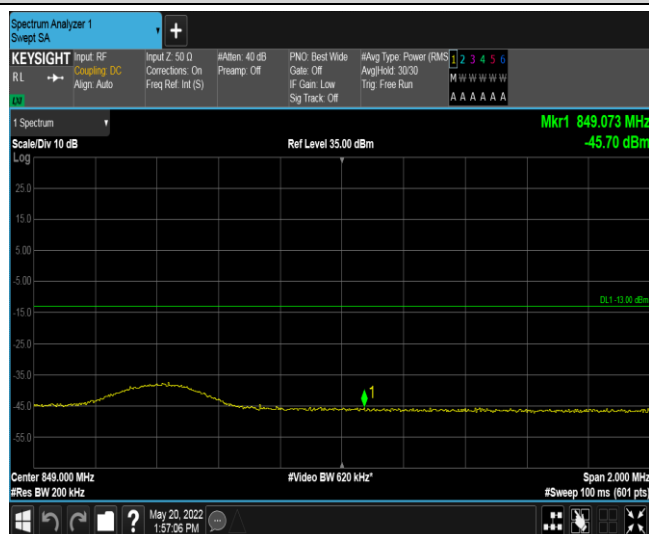 Spectrum Analyzer 1
Swept SA
+
KEYSIGHT
RL
Input: RF
Coupling: DC
Align: Auto
Input Z: 50 Ω
Corrections: On
Freq Ref: Int (S)
#Atten: 40 dB
Preamp: Off
PNO: Best Wide
Gate: Off
IF Gain: Low
Sig Track: Off
#Avg Type: Power (RMS
Avg|Hold: 30/30
Trig: Free Run
1 2 3 4 5 6
M W W W W W
A A A A A A
1 Spectrum
Mkr1 849.073 MHz
Scale/Div 10 dB
Ref Level 35.00 dBm
-45.70 dBm
Log
25.0
15.0
5.00
-5.00
DL1 -13.00 dBm
-15.0
-25.0
-35.0
1
-45.0
-55.0
Center 849.000 MHz
#Video BW 620 kHz*
Span 2.000 MHz
#Res BW 200 kHz
#Sweep 100 ms (601 pts)
?
May 20, 2022
1:57:06 PM